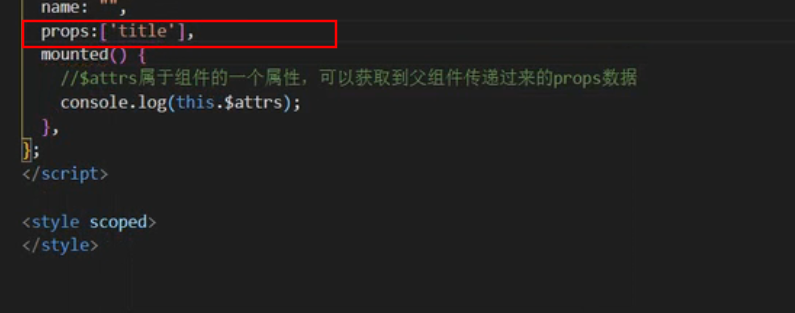 name: "",
props:['title'],
mounted() {
//$attrs属于组件的一个属性，可以获取到父组件传递过来的props数据
console.log(this.$attrs);
},
};
</script>
<style scoped>
</style>